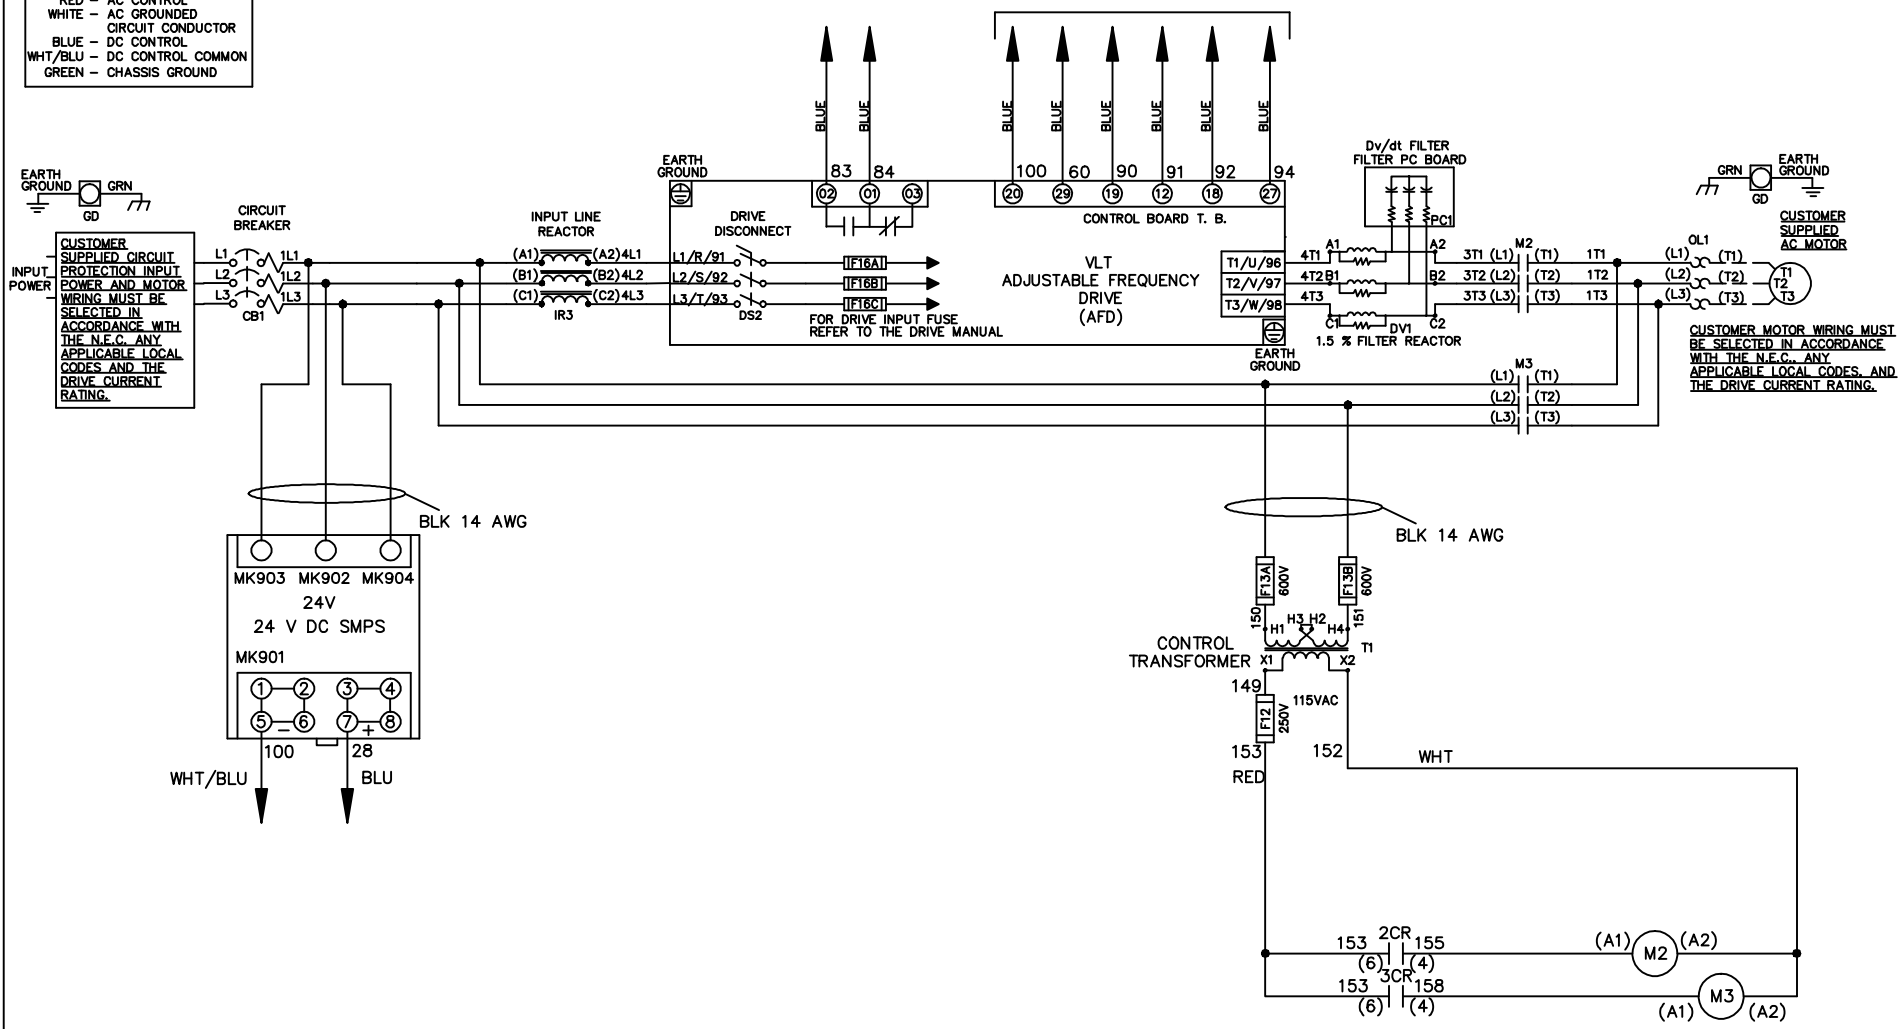 RED – AC CONTROL
WHITE – AC GROUNDED
CIRCUIT CONDUCTOR
BLUE – DC CONTROL
WHT/BLU – DC CONTROL COMMON
GREEN – CHASSIS GROUND
BLUE
BLUE
BLUE
BLUE
BLUE
BLUE
BLUE
BLUE
EARTH
GROUND
GRN
GD
CUSTOMER
SUPPLIED CIRCUIT
PROTECTION INPUT
POWER AND MOTOR
WIRING MUST BE
SELECTED IN
ACCORDANCE WITH
THE N.E.C. ANY
APPLICABLE LOCAL
CODES AND THE
DRIVE CURRENT
RATING.
INPUT
POWER
CIRCUIT
BREAKER
L1 1L1
L2 1L2
L3 1L3
CB1
INPUT LINE
REACTOR
(A1) (A2) 4L1
(B1) (B2) 4L2
(C1) (C2) 4L3
IR3
EARTH
GROUND
DRIVE
DISCONNECT
L1/R/91
L2/S/92
L3/T/93
DS2
83 84
02 01 03
F16A
F16B
F16C
FOR DRIVE INPUT FUSE
REFER TO THE DRIVE MANUAL
100 60 90 91 92 94
20 29 19 12 18 27
CONTROL BOARD T. B.
VLT
ADJUSTABLE FREQUENCY
DRIVE
(AFD)
T1/U/96
T2/V/97
T3/W/98
EARTH
GROUND
Dv/dt FILTER
FILTER PC BOARD
PC1
4T1 A1 A2
4T2 B1 B2
4T3 C1 C2
DV1
1.5 % FILTER REACTOR
M2
3T1 (L1) (T1) 1T1
3T2 (L2) (T2) 1T2
3T3 (L3) (T3) 1T3
OL1
(L1) (T1)
(L2) (T2)
(L3) (T3)
T1
T2
T3
GRN
EARTH
GROUND
GD
CUSTOMER
SUPPLIED
AC MOTOR
CUSTOMER MOTOR WIRING MUST
BE SELECTED IN ACCORDANCE
WITH THE N.E.C., ANY
APPLICABLE LOCAL CODES, AND
THE DRIVE CURRENT RATING.
M3
(L1) (T1)
(L2) (T2)
(L3) (T3)
BLK 14 AWG
MK903 MK902 MK904
24V
24 V DC SMPS
MK901
1 2 3 4
5 6 7 8
– +
100 28
WHT/BLU BLU
BLK 14 AWG
F13A
600V
F13B
600V
150
151
H1 H3 H2 H4
T1
CONTROL
TRANSFORMER
X1 X2
149
115VAC
F12
250V
153 152
RED
WHT
2CR
153 155
(6) (4)
(A1) M2 (A2)
3CR
153 158
(6) (4)
(A1) M3 (A2)